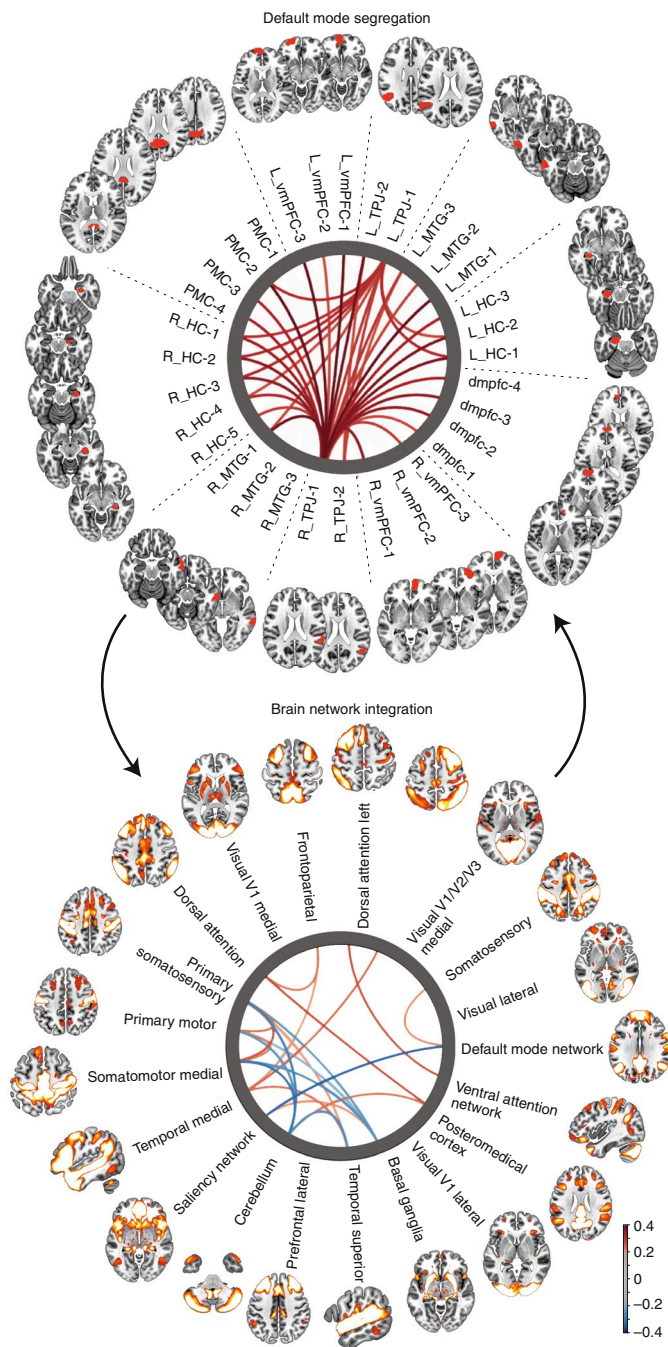 Default mode segregation
L_vmPFC-3
L_vmPFC-2
L_vmPFC-1
L_TPJ-2
L_TPJ-1
L_MTG-3
L_MTG-2
L_MTG-1
L_HC-3
L_HC-2
L_HC-1
dmpfc-4
dmpfc-3
dmpfc-2
dmpfc-1
R_vmPFC-3
R_vmPFC-2
R_vmPFC-1
R_TPJ-2
R_TPJ-1
R_MTG-3
R_MTG-2
R_MTG-1
R_HC-5
R_HC-4
R_HC-3
R_HC-2
R_HC-1
PMC-4
PMC-3
PMC-2
PMC-1
Brain network integration
Frontoparietal
Dorsal attention left
Visual V1/V2/V3
medial
Somatosensory
Visual lateral
Default mode network
Ventral attention
network
Posteromedical
cortex
Visual V1 lateral
Basal ganglia
Temporal superior
Prefrontal lateral
Cerebellum
Saliency network
Temporal medial
Somatomotor medial
Primary motor
Primary
somatosensory
Dorsal attention
Visual V1 medial
0.4
0.2
0
−0.2
−0.4